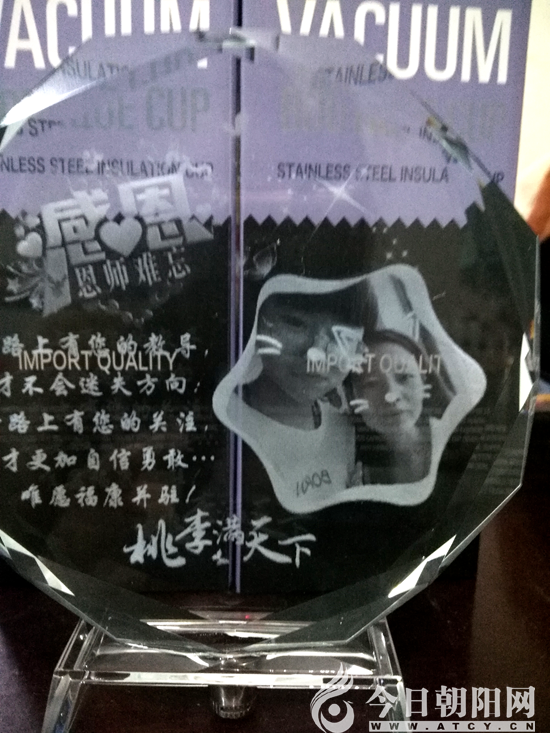 VACUUM
VACUUM
INSULATION
STAINLESS
CUP
STAINLESS STEEL INSULA
感恩
恩师难忘
路上有您的教导，
IMPORT QUALITY
IMPORT QUALIT
才不会迷失方向；
路上有您的关注，
才更加自信勇敢…
唯愿福康并驻！
桃李满天下
今日朝阳网
WWW.ATCY.CN